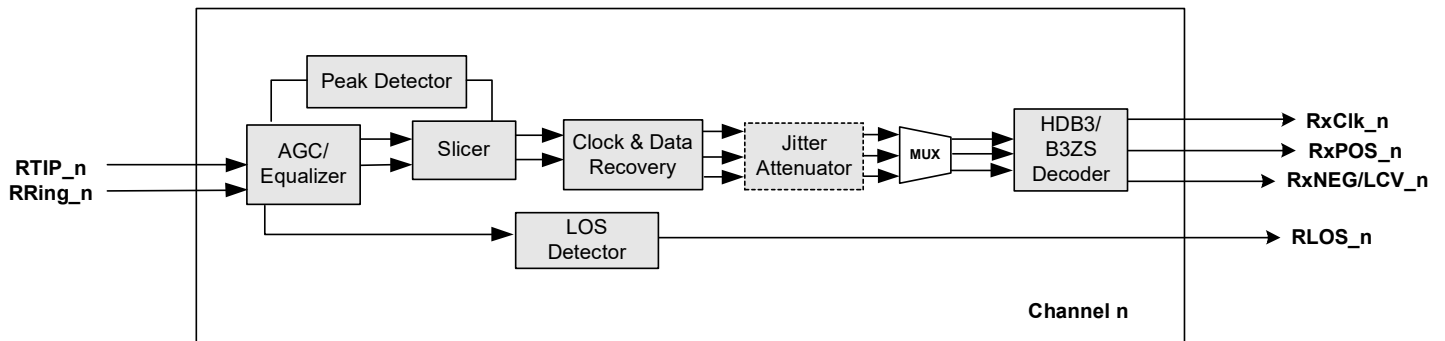 Peak Detector
RTIP_n
RRing_n
AGC/
Equalizer
Slicer
Clock & Data
Recovery
Jitter
Attenuator
MUX
HDB3/
B3ZS
Decoder
RxClk_n
RxPOS_n
RxNEG/LCV_n
LOS
Detector
RLOS_n
Channel n